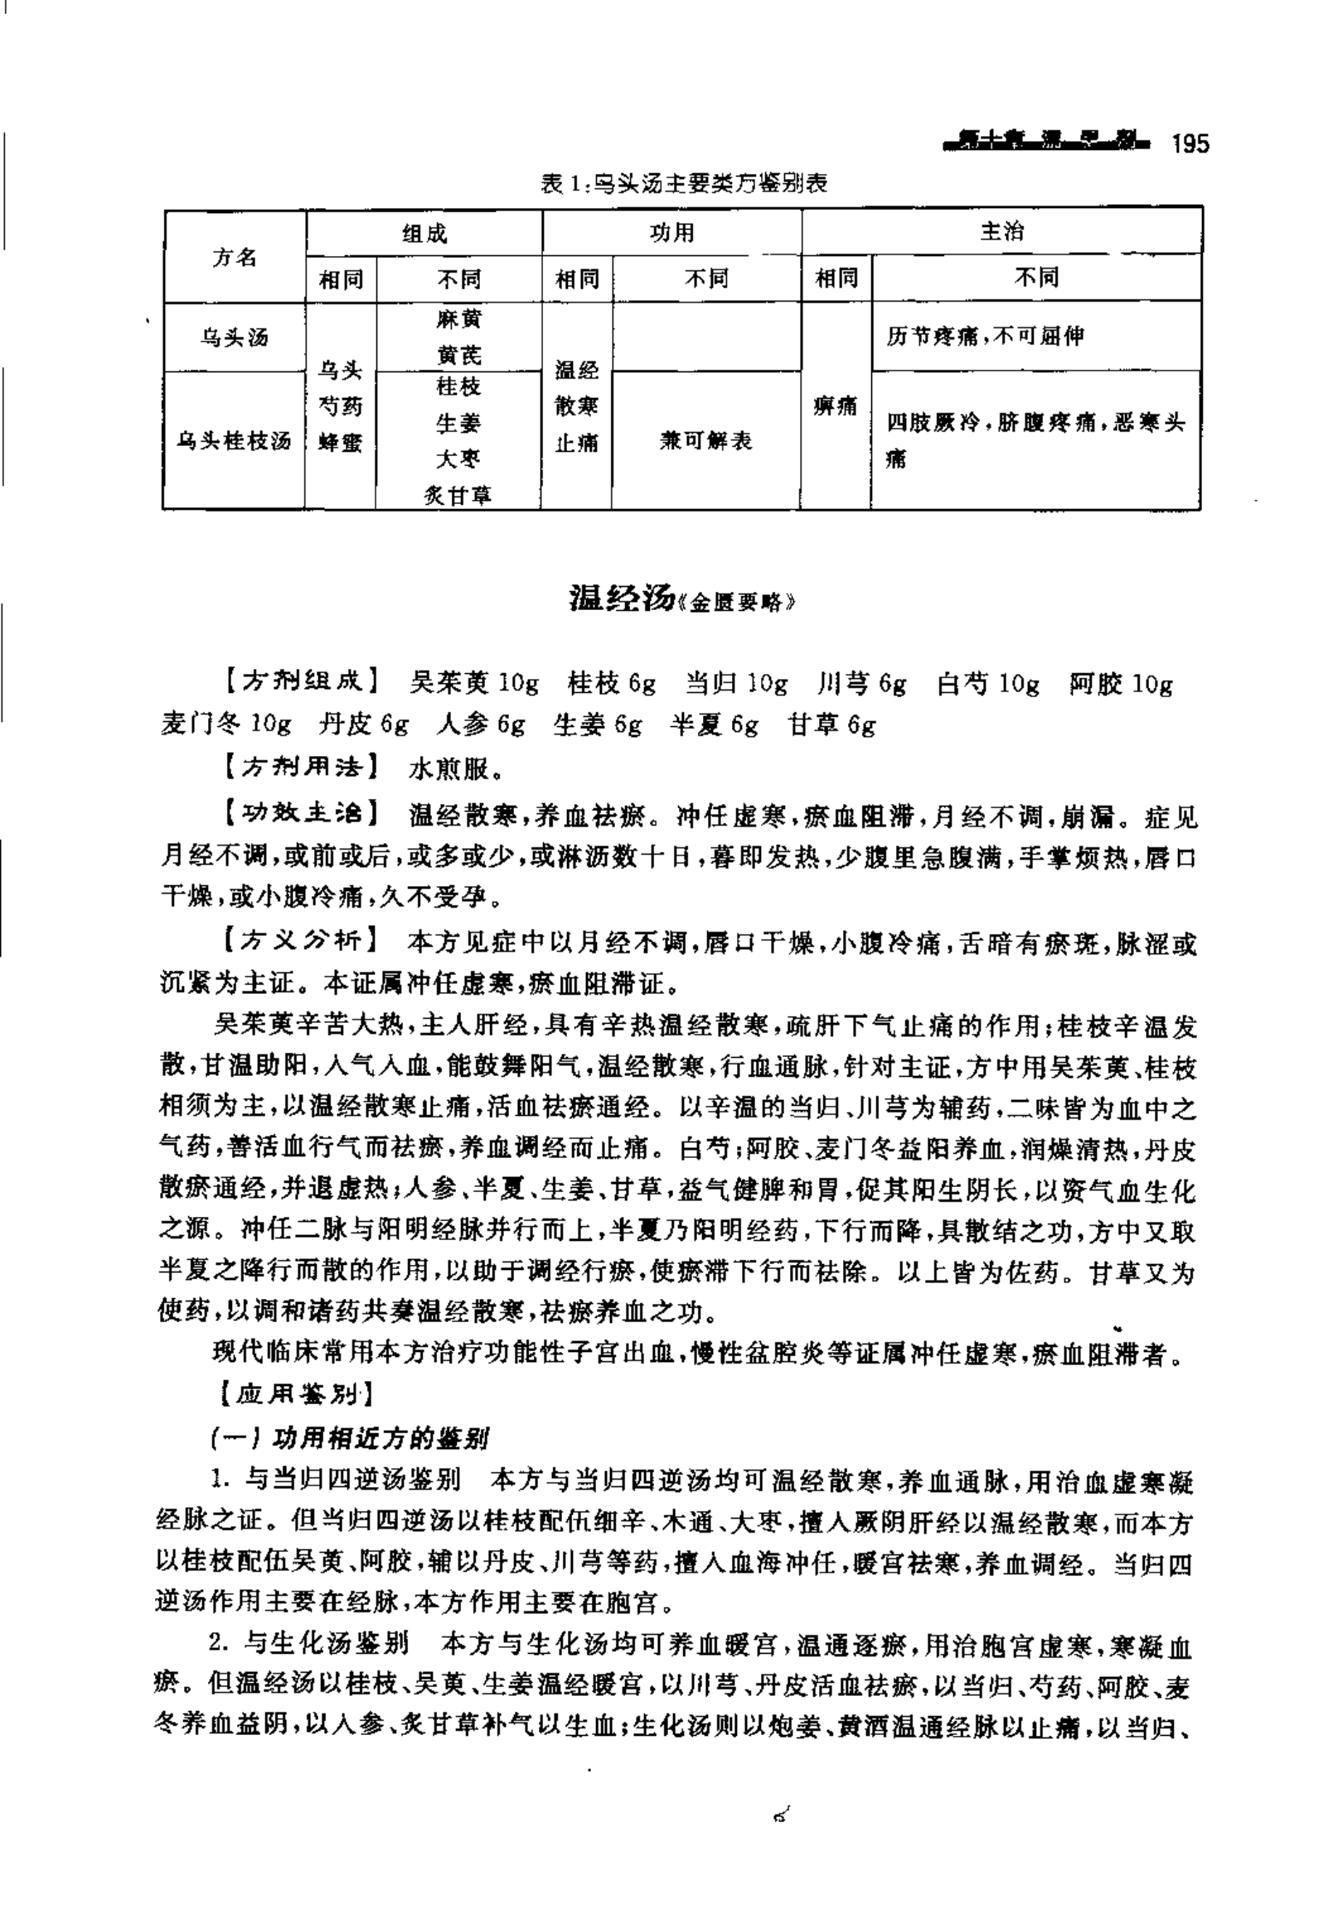 第十章 温里剂 195
表1:乌头汤主要类方鉴别表
方名 组成 功用 主治
相同 不同 相同 不同 相同 不同
乌头汤 乌头 芍药 蜂蜜 麻黄 黄芪 温经 散寒 止痛 痹痛 历节疼痛,不可屈伸
乌头桂枝汤 桂枝 生姜 大枣 炙甘草 兼可解表 四肢厥冷,脐腹疼痛,恶寒头
痛
温经汤《金匮要略》
【方剂组成】 吴茱萸10g 桂枝6g 当归10g 川芎6g 白芍10g 阿胶10g
麦门冬10g 丹皮6g 人参6g 生姜6g 半夏6g 甘草6g
【方剂用法】 水煎服。
【功效主治】 温经散寒,养血祛瘀。冲任虚寒,瘀血阻滞,月经不调,崩漏。症见
月经不调,或前或后,或多或少,或淋沥数十日,暮即发热,少腹里急腹满,手掌烦热,唇口
干燥,或小腹冷痛,久不受孕。
【方义分析】 本方见症中以月经不调,唇口干燥,小腹冷痛,舌暗有瘀斑,脉涩或
沉紧为主证。本证属冲任虚寒,瘀血阻滞证。
吴茱萸辛苦大热,主入肝经,具有辛热温经散寒,疏肝下气止痛的作用;桂枝辛温发
散,甘温助阳,入气入血,能鼓舞阳气,温经散寒,行血通脉,针对主证,方中用吴茱萸、桂枝
相须为主,以温经散寒止痛,活血祛瘀通经。以辛温的当归、川芎为辅药,二味皆为血中之
气药,善活血行气而祛瘀,养血调经而止痛。白芍;阿胶、麦门冬益阳养血,润燥清热,丹皮
散瘀通经,并退虚热;人参、半夏、生姜、甘草,益气健脾和胃,促其阳生阴长,以资气血生化
之源。冲任二脉与阳明经脉并行而上,半夏乃阳明经药,下行而降,具散结之功,方中又取
半夏之降行而散的作用,以助于调经行瘀,使瘀滞下行而祛除。以上皆为佐药。甘草又为
使药,以调和诸药共奏温经散寒,祛瘀养血之功。
现代临床常用本方治疗功能性子宫出血,慢性盆腔炎等证属冲任虚寒,瘀血阻滞者。
【应用鉴别】
(一)功用相近方的鉴别
1. 与当归四逆汤鉴别 本方与当归四逆汤均可温经散寒,养血通脉,用治血虚寒凝
经脉之证。但当归四逆汤以桂枝配伍细辛、木通、大枣,擅入厥阴肝经以温经散寒,而本方
以桂枝配伍吴萸、阿胶,辅以丹皮、川芎等药,擅入血海冲任,暖宫祛寒,养血调经。当归四
逆汤作用主要在经脉,本方作用主要在胞宫。
2. 与生化汤鉴别 本方与生化汤均可养血暖宫,温通逐瘀,用治胞宫虚寒,寒凝血
瘀。但温经汤以桂枝、吴萸、生姜温经暖宫,以川芎、丹皮活血祛瘀,以当归、芍药、阿胶、麦
冬养血益阴,以人参、炙甘草补气以生血;生化汤则以炮姜、黄酒温通经脉以止痛,以当归、